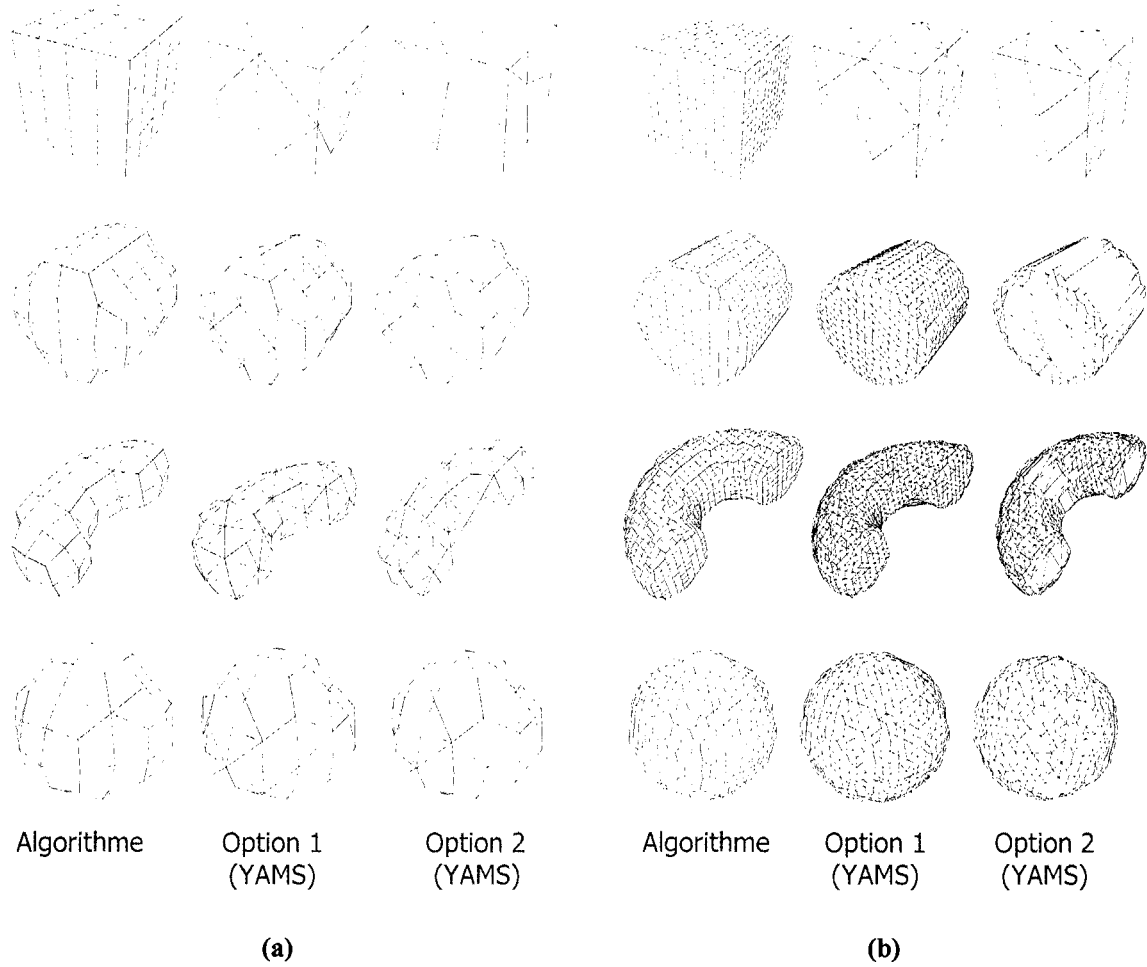 Algorithme Option 1 Option 2 Algorithme Option 1 Option 2
(YAMS) (YAMS) (YAMS) (YAMS)
(a) (b)